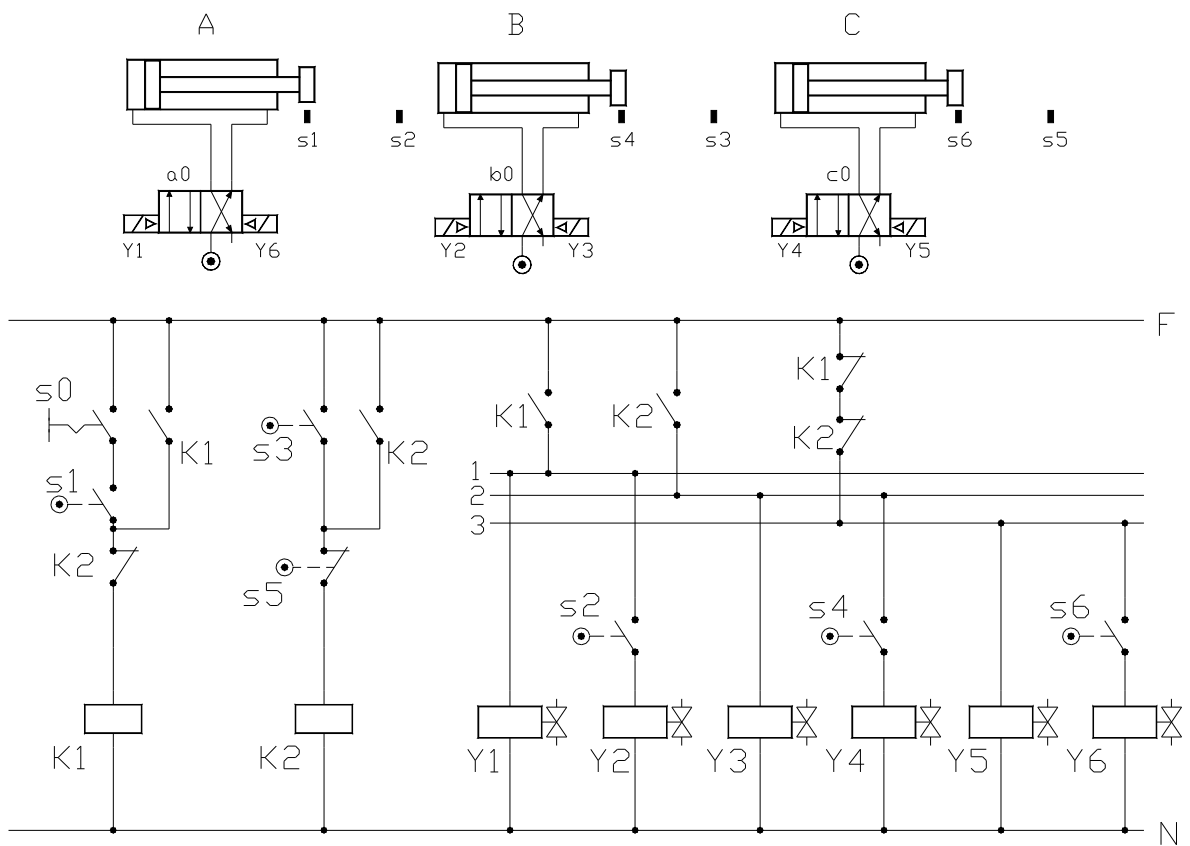 A B C
s1 s2 s4 s3 s6 s5
a0 b0 c0
Y1 Y6 Y2 Y3 Y4 Y5
F
K1
s0 K1 K2
s3 K2 K2
K1
s1 1
2
3
K2
s5 s2 s4 s6
K1 K2 Y1 Y2 Y3 Y4 Y5 Y6
N